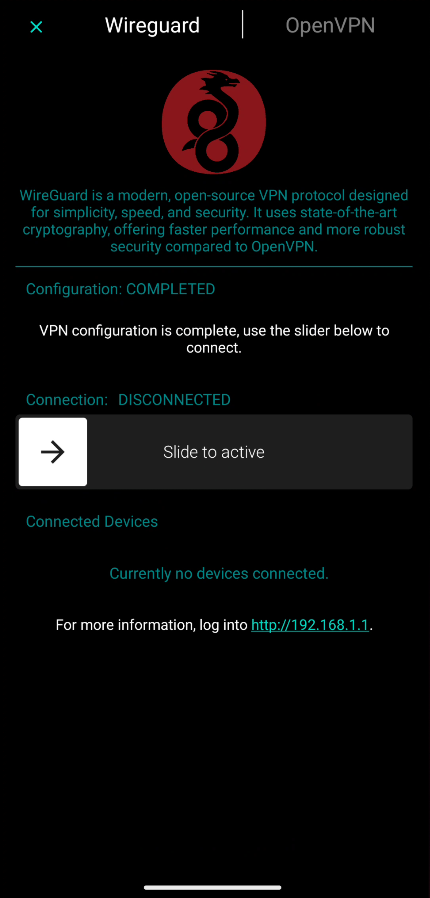 Wireguard
OpenVPN
WireGuard is a modern, open-source VPN protocol designed
for simplicity, speed, and security. It uses state-of-the-art
cryptography, offering faster performance and more robust
security compared to OpenVPN.
Configuration: COMPLETED
VPN configuration is complete, use the slider below to
connect.
Connection: DISCONNECTED
Slide to active
Connected Devices
Currently no devices connected.
For more information, log into http://192.168.1.1.